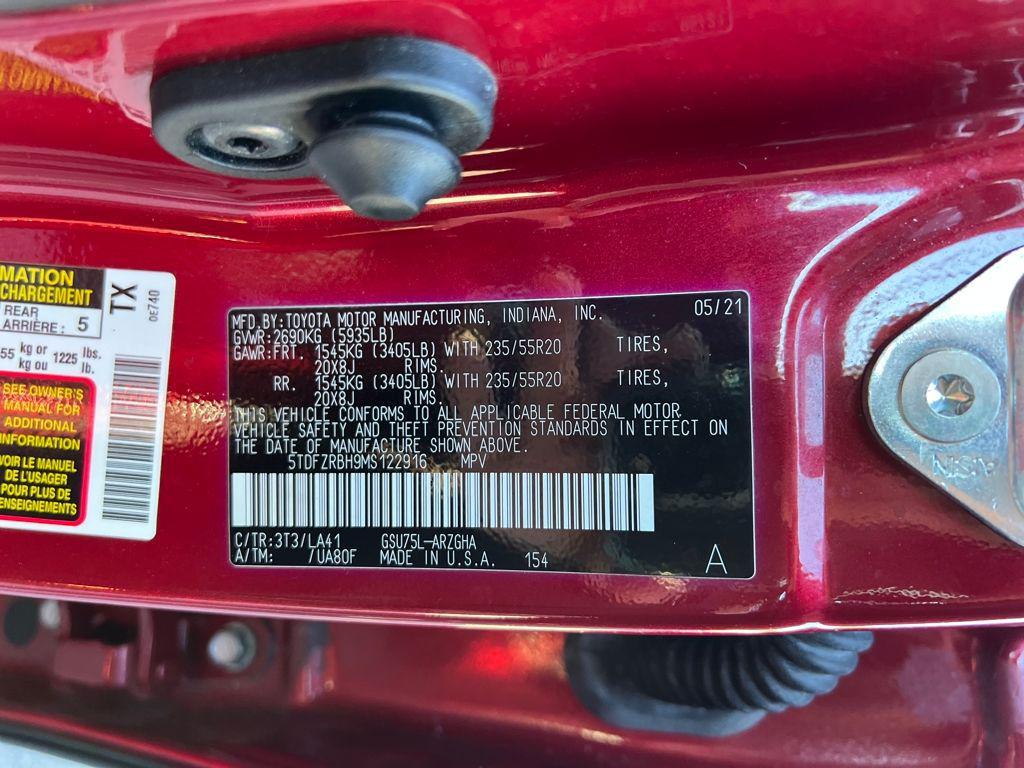 MATION
CHARGEMENT
REAR
ARRIÈRE : 5
TX
0E740
55 kg or 1225 lbs.
kg ou lb.
SEE OWNER'S
MANUAL FOR
ADDITIONAL
INFORMATION
VOIR LE MANUEL
DE L'USAGER
POUR PLUS DE
RENSEIGNEMENTS
MFD.BY:TOYOTA MOTOR MANUFACTURING, INDIANA, INC. 05/21
GVWR:2690KG (5935LB)
GAWR:FRT. 1545KG (3405LB) WITH 235/55R20 TIRES,
20X8J RIMS.
RR. 1545KG (3405LB) WITH 235/55R20 TIRES,
20X8J RIMS.
THIS VEHICLE CONFORMS TO ALL APPLICABLE FEDERAL MOTOR
VEHICLE SAFETY AND THEFT PREVENTION STANDARDS IN EFFECT ON
THE DATE OF MANUFACTURE SHOWN ABOVE.
5TDFZRBH9MS122916 MPV
C/TR:3T3/LA41 GSU75L-ARZGHA
A/TM: /UA80F MADE IN U.S.A. 154
A